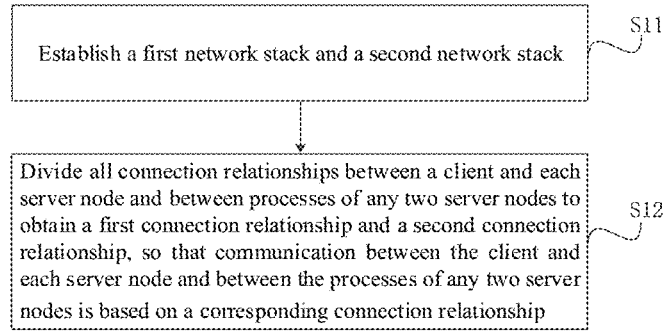 Establish a first network stack and a second network stack
S11
Divide all connection relationships between a client and each
server node and between processes of any two server nodes to
obtain a first connection relationship and a second connection
relationship, so that communication between the client and
each server node and between the processes of any two server
nodes is based on a corresponding connection relationship
S12